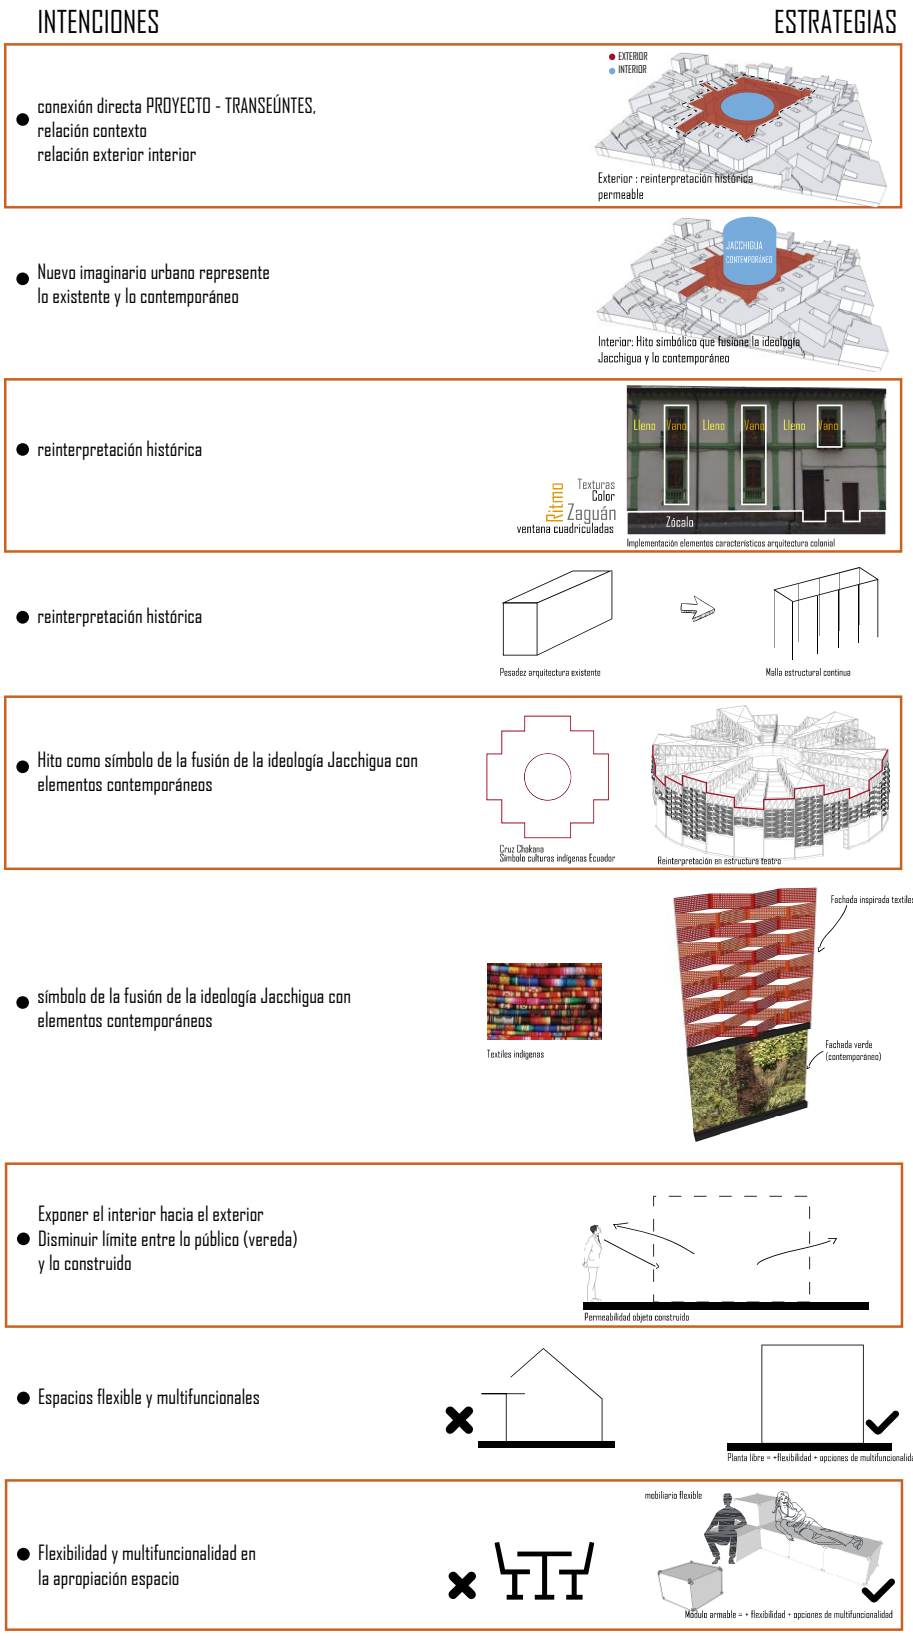 INTENCIONES
ESTRATEGIAS
conexión directa PROYECTO - TRANSEÚNTES,
relación contexto
relación exterior interior
EXTERIOR
INTERIOR
Exterior : reinterpretación histórica
permeable
Nuevo imaginario urbano represente
lo existente y lo contemporáneo
JACCHIGUA
CONTEMPORÁNEO
Interior: Hito simbólico que fusione la ideología
Jacchigua y lo contemporáneo
reinterpretación histórica
Ritmo
Texturas
Color
Zaguán
ventana cuadriculadas
Lleno Vano Lleno Vano Lleno Vano
Zócalo
Implementación elementos característicos arquitectura colonial
reinterpretación histórica
Pesadez arquitectura existente
Malla estructural continua
Hito como símbolo de la fusión de la ideología Jacchigua con
elementos contemporáneos
Cruz Chakana
Símbolo culturas indígenas Ecuador
Reinterpretación en estructura teatro
símbolo de la fusión de la ideología Jacchigua con
elementos contemporáneos
Textiles indígenas
Fachada inspirada textiles
Fachada verde
(contemporáneo)
Exponer el interior hacia el exterior
Disminuir límite entre lo público (vereda)
y lo construido
Permeabilidad objeto construido
Espacios flexible y multifuncionales
Planta libre = +flexibilidad + opciones de multifuncionalida
Flexibilidad y multifuncionalidad en
la apropiación espacio
mobiliario flexible
Módulo armable = + flexibilidad + opciones de multifuncionalidad